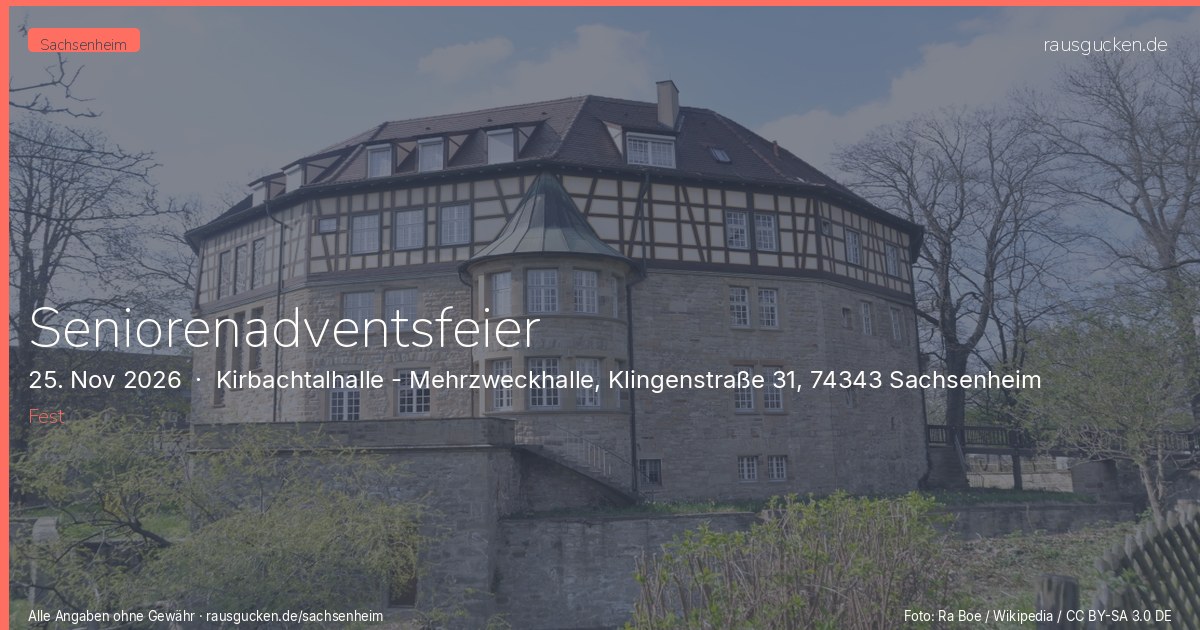 Sachsenheim
rausgucken.de
Seniorenadventsfeier
25. Nov 2026 · Kirbachtalhalle - Mehrzweckhalle, Klingenstraße 31, 74343 Sachsenheim
Fest
Alle Angaben ohne Gewähr · rausgucken.de/sachsenheim
Foto: Ra Boe / Wikipedia / CC BY-SA 3.0 DE